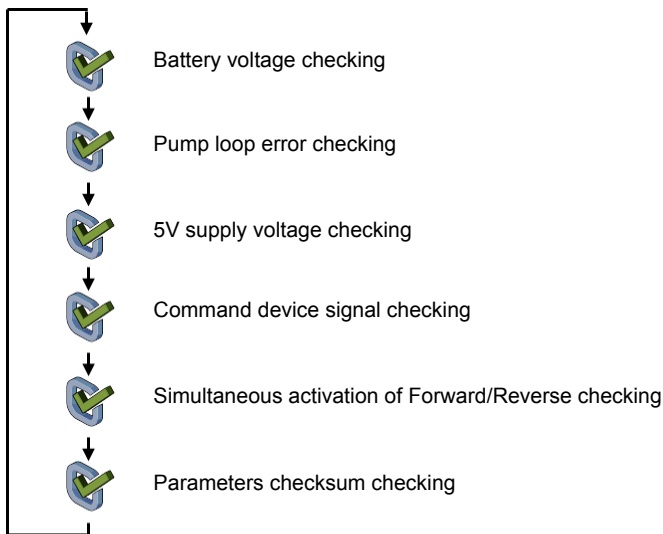 Battery voltage checking
Pump loop error checking
5V supply voltage checking
Command device signal checking
Simultaneous activation of Forward/Reverse checking
Parameters checksum checking